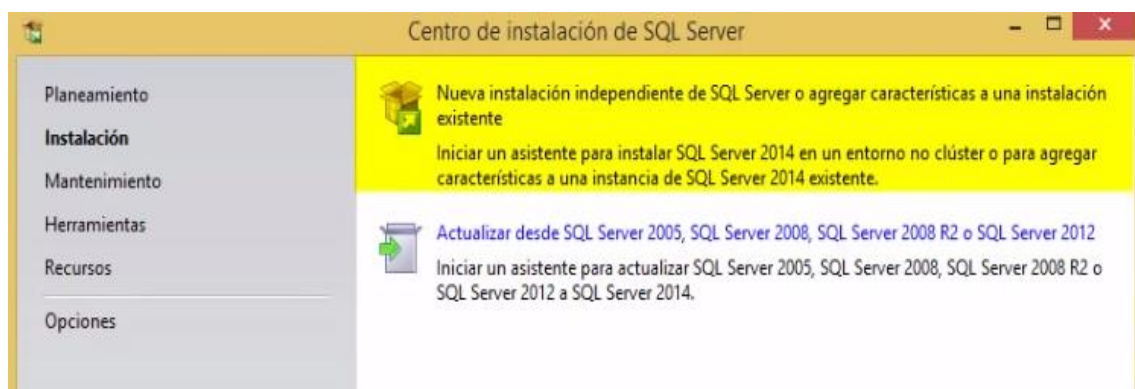 Centro de instalación de SQL Server
Planeamiento
Instalación
Mantenimiento
Herramientas
Recursos
Opciones
Nueva instalación independiente de SQL Server o agregar características a una instalación
existente
Iniciar un asistente para instalar SQL Server 2014 en un entorno no clúster o para agregar
características a una instancia de SQL Server 2014 existente.
Actualizar desde SQL Server 2005, SQL Server 2008, SQL Server 2008 R2 o SQL Server 2012
Iniciar un asistente para actualizar SQL Server 2005, SQL Server 2008, SQL Server 2008 R2 o
SQL Server 2012 a SQL Server 2014.